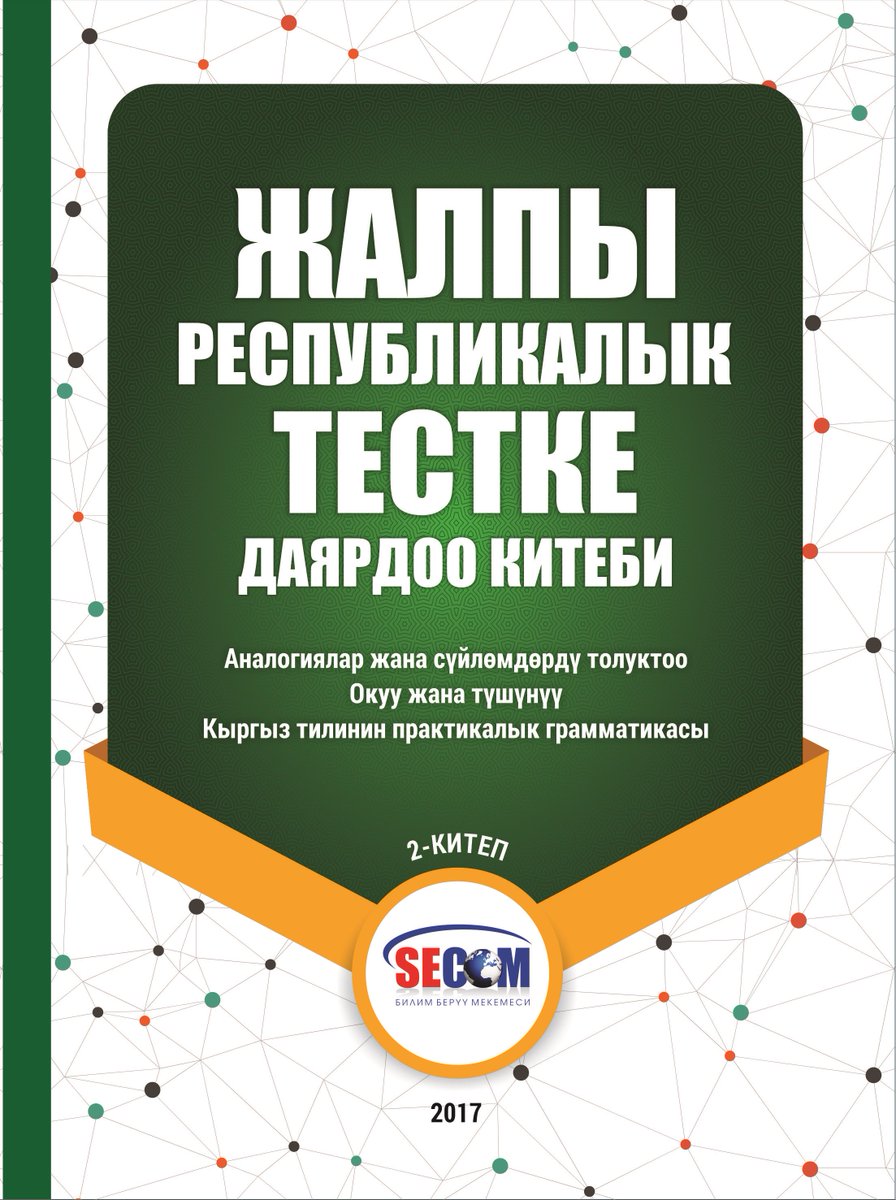 ЖАЛПЫ
РЕСПУБЛИКАЛЫК
ТЕСТКЕ
ДАЯРДОО КИТЕБИ
Аналогиялар жана сүйлөмдөрдү толуктоо
Окуу жана түшүнүү
Кыргыз тилинин практикалык грамматикасы
2-КИТЕП
SECOM
БИЛИМ БЕРҮҮ МЕКЕМЕСИ
2017